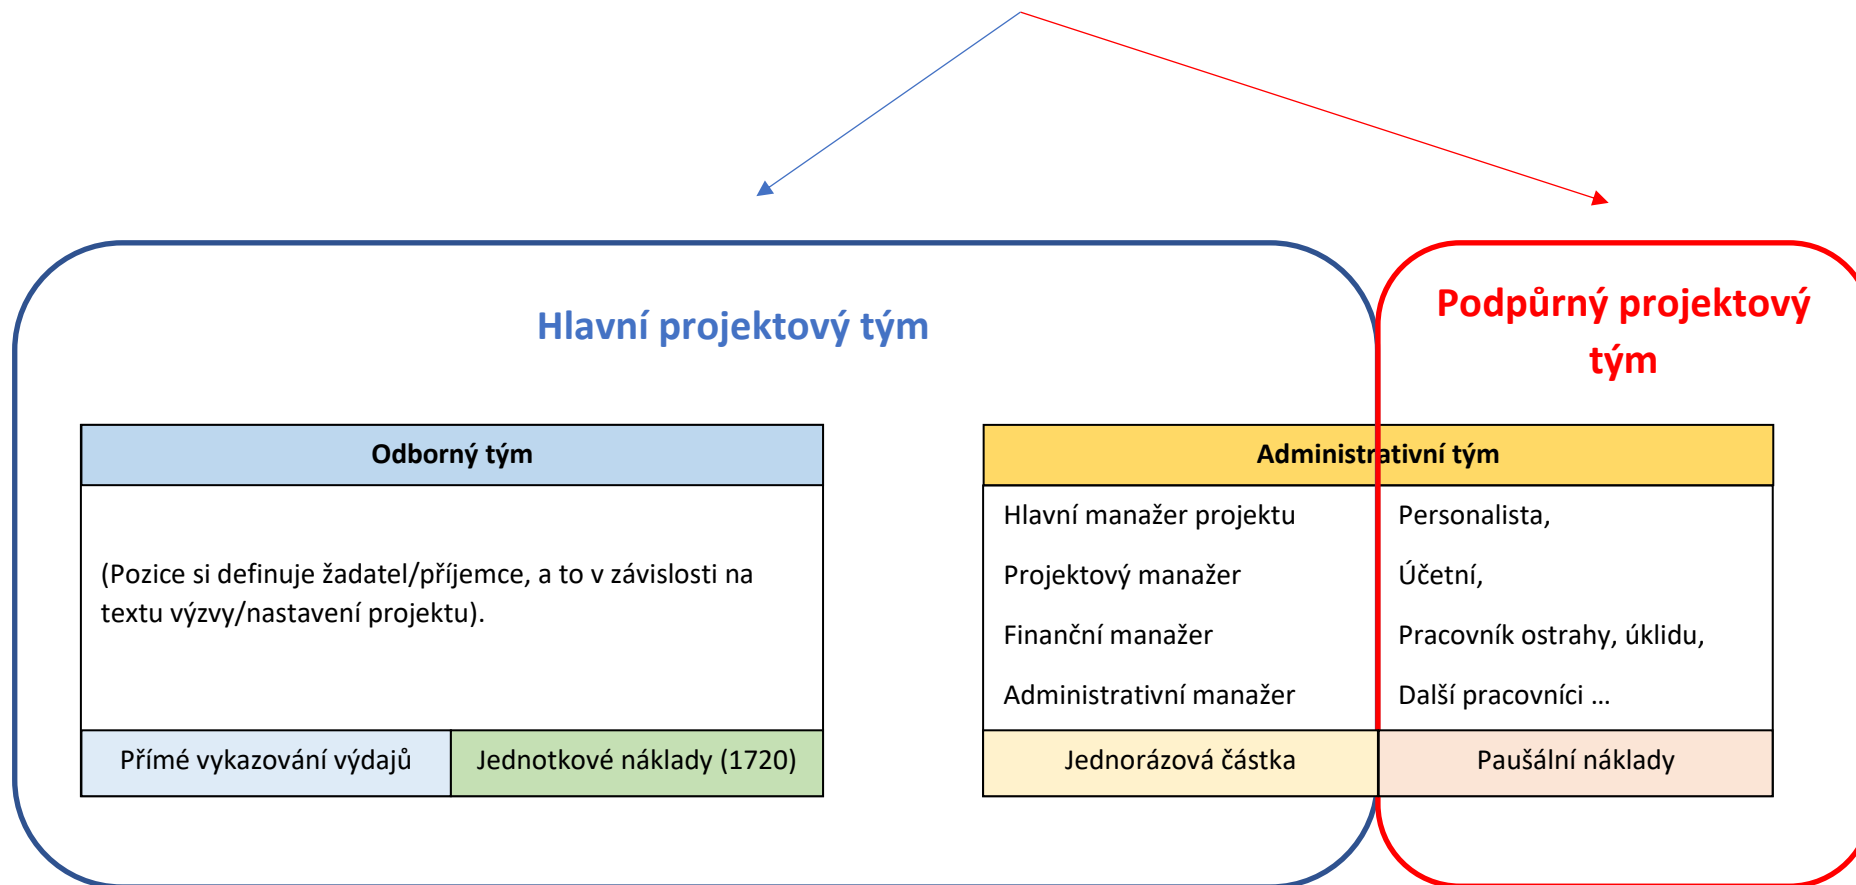 Hlavní projektový tým
Podpůrný projektový
tým
Odborný tým
(Pozice si definuje žadatel/příjemce, a to v závislosti na
textu výzvy/nastavení projektu).
Přímé vykazování výdajů
Jednotkové náklady (1720)
Administrativní tým
Hlavní manažer projektu
Projektový manažer
Finanční manažer
Administrativní manažer
Personalista,
Účetní,
Pracovník ostrahy, úklidu,
Další pracovníci ...
Jednorázová částka
Paušální náklady